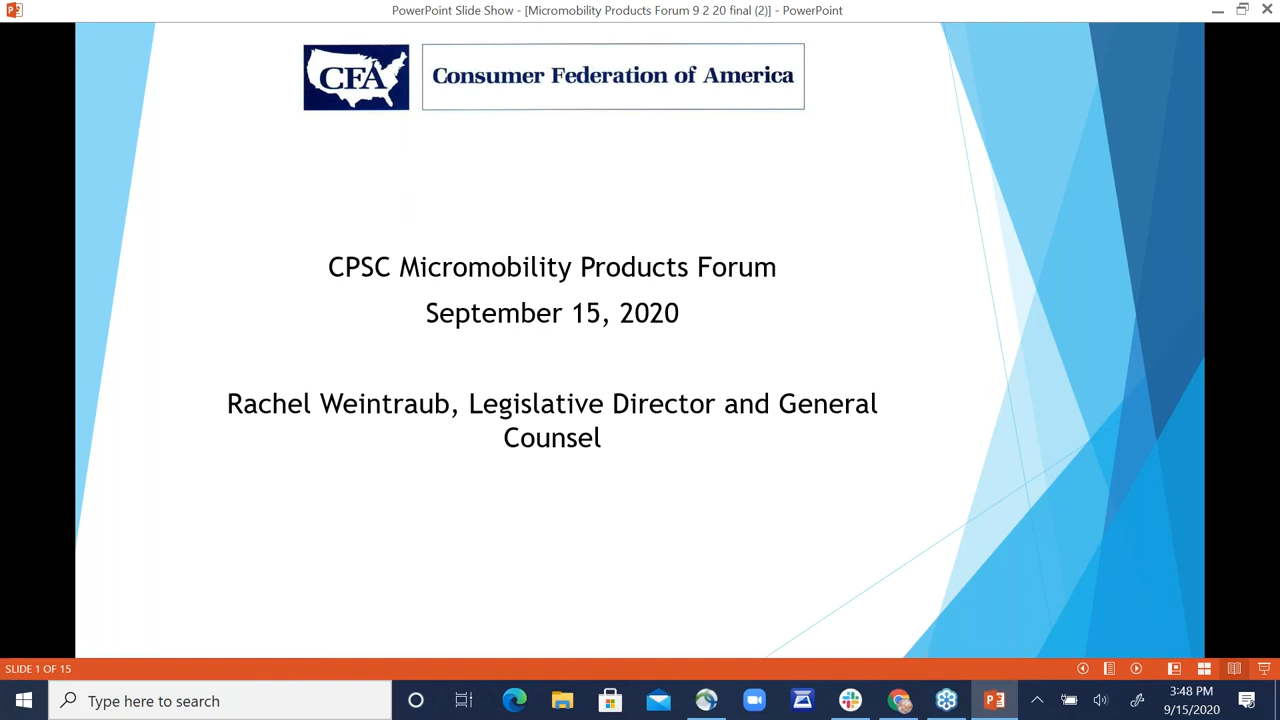 PowerPoint Slide Show - [Micromobility Products Forum 9 2 20 final (2)] - PowerPoint
CFA
Consumer Federation of America
CPSC Micromobility Products Forum
September 15, 2020
Rachel Weintraub, Legislative Director and General
Counsel
SLIDE 1 OF 15
Type here to search
3:48 PM
9/15/2020